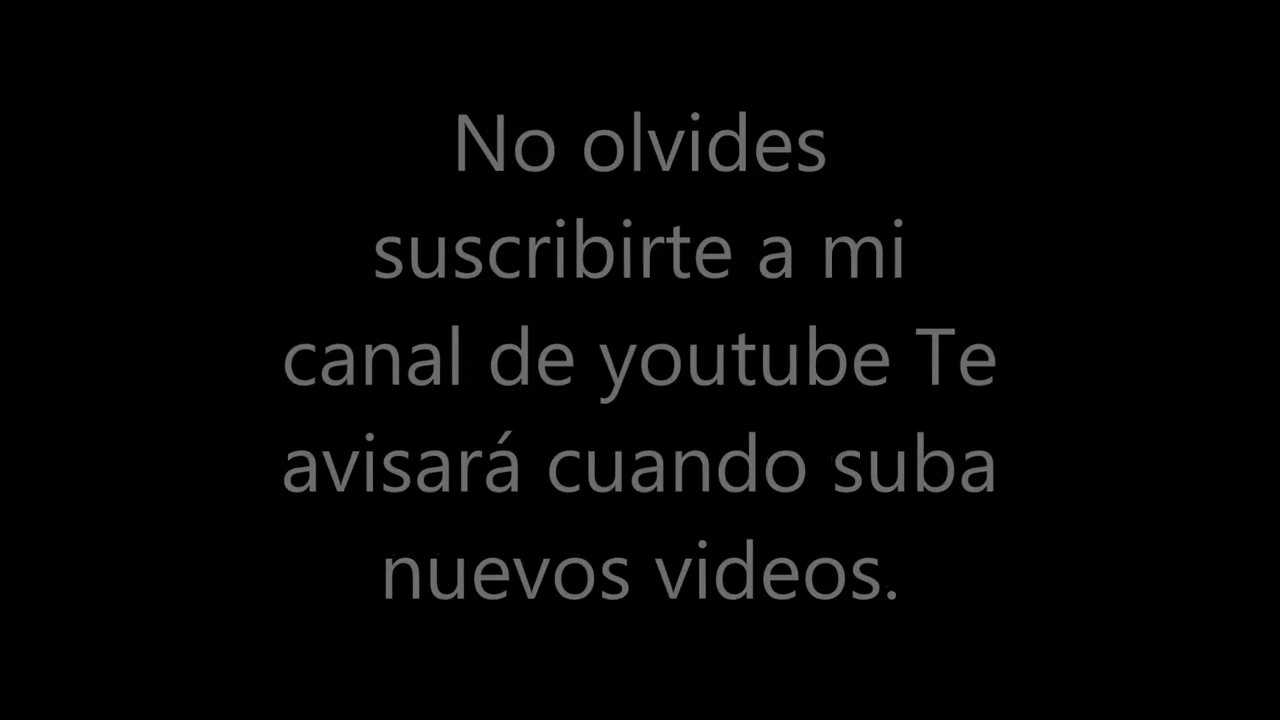 No olvides
suscribirte a mi
canal de youtube Te
avisará cuando suba
nuevos videos.